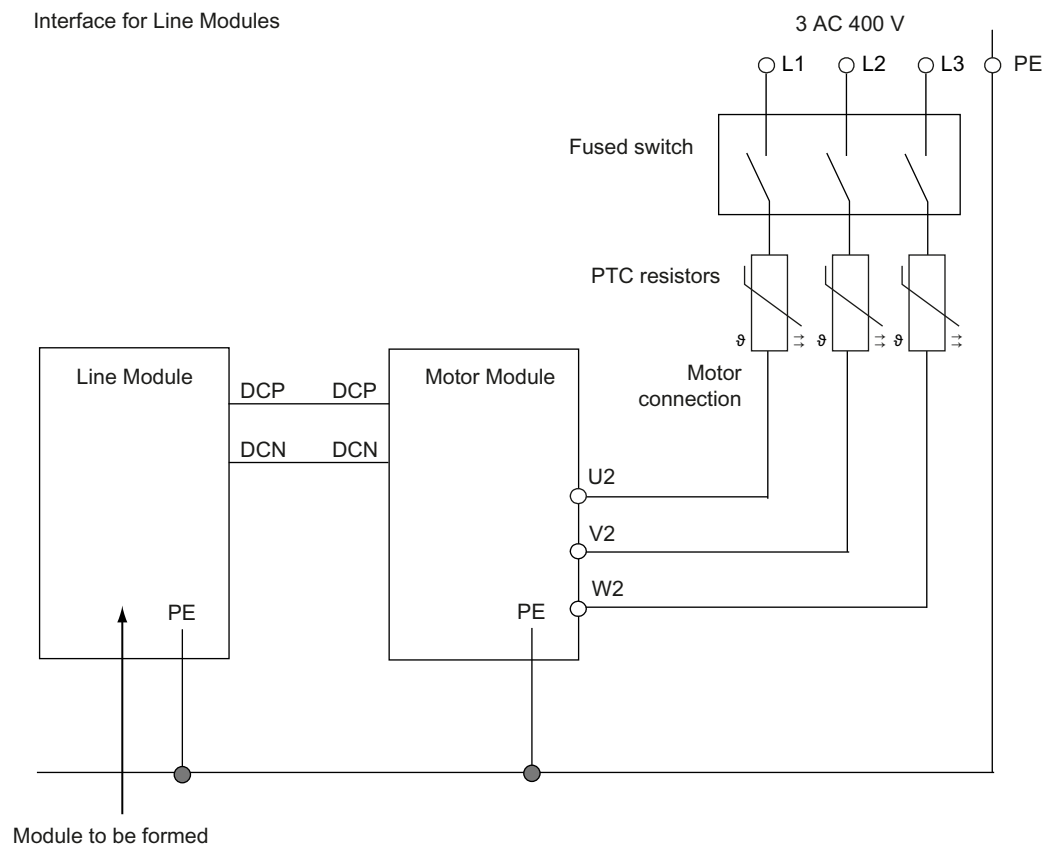 Interface for Line Modules
3 AC 400 V
L1
L2
L3
PE
Fused switch
PTC resistors
ϑ
ϑ
ϑ
Motor
connection
Line Module
DCP
DCP
Motor Module
DCN
DCN
U2
V2
W2
PE
PE
Module to be formed